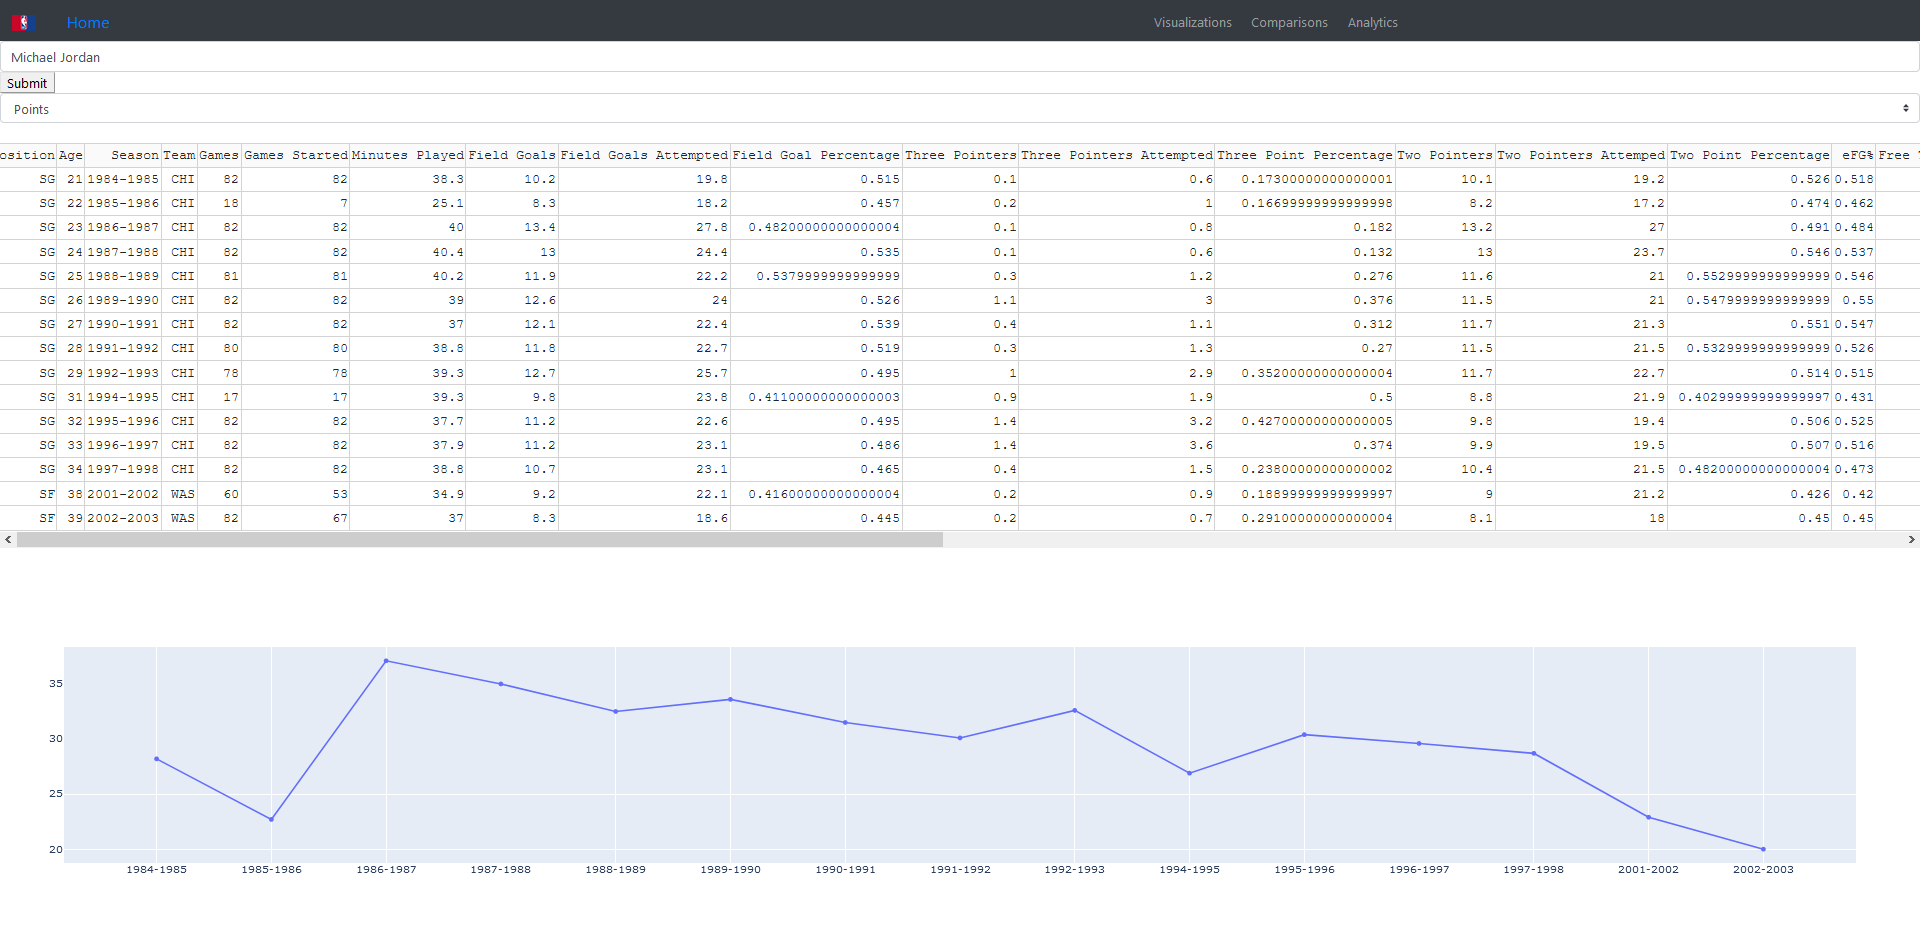 Home Visualizations Comparisons Analytics
Michael Jordan
Submit
Points
osition Age Season Team Games Games Started Minutes Played Field Goals Field Goals Attempted Field Goal Percentage Three Pointers Three Pointers Attempted Three Point Percentage Two Pointers Two Pointers Attemped Two Point Percentage eFG% Free
SG 21 1984-1985 CHI 82 82 38.3 10.2 19.8 0.515 0.1 0.6 0.17300000000000001 10.1 19.2 0.526 0.518
SG 22 1985-1986 CHI 18 7 25.1 8.3 18.2 0.457 0.2 1 0.16699999999999998 8.2 17.2 0.474 0.462
SG 23 1986-1987 CHI 82 82 40 13.4 27.8 0.48200000000000004 0.1 0.8 0.182 13.2 27 0.491 0.484
SG 24 1987-1988 CHI 82 82 40.4 13 24.4 0.535 0.1 0.6 0.132 13 23.7 0.546 0.537
SG 25 1988-1989 CHI 81 81 40.2 11.9 22.2 0.5379999999999999 0.3 1.2 0.276 11.6 21 0.5529999999999999 0.546
SG 26 1989-1990 CHI 82 82 39 12.6 24 0.526 1.1 3 0.376 11.5 21 0.5479999999999999 0.55
SG 27 1990-1991 CHI 82 82 37 12.1 22.4 0.539 0.4 1.1 0.312 11.7 21.3 0.551 0.547
SG 28 1991-1992 CHI 80 80 38.8 11.8 22.7 0.519 0.3 1.3 0.27 11.5 21.5 0.5329999999999999 0.526
SG 29 1992-1993 CHI 78 78 39.3 12.7 25.7 0.495 1 2.9 0.35200000000000004 11.7 22.7 0.514 0.515
SG 31 1994-1995 CHI 17 17 39.3 9.8 23.8 0.41100000000000003 0.9 1.9 0.5 8.8 21.9 0.40299999999999997 0.431
SG 32 1995-1996 CHI 82 82 37.7 11.2 22.6 0.495 1.4 3.2 0.42700000000000005 9.8 19.4 0.506 0.525
SG 33 1996-1997 CHI 82 82 37.9 11.2 23.1 0.486 1.4 3.6 0.374 9.9 19.5 0.507 0.516
SG 34 1997-1998 CHI 82 82 38.8 10.7 23.1 0.465 0.4 1.5 0.23800000000000002 10.4 21.5 0.48200000000000004 0.473
SF 38 2001-2002 WAS 60 53 34.9 9.2 22.1 0.41600000000000004 0.2 0.9 0.18899999999999997 9 21.2 0.426 0.42
SF 39 2002-2003 WAS 82 67 37 8.3 18.6 0.445 0.2 0.7 0.29100000000000004 8.1 18 0.45 0.45
35
30
25
20
1984-1985 1985-1986 1986-1987 1987-1988 1988-1989 1989-1990 1990-1991 1991-1992 1992-1993 1994-1995 1995-1996 1996-1997 1997-1998 2001-2002 2002-2003